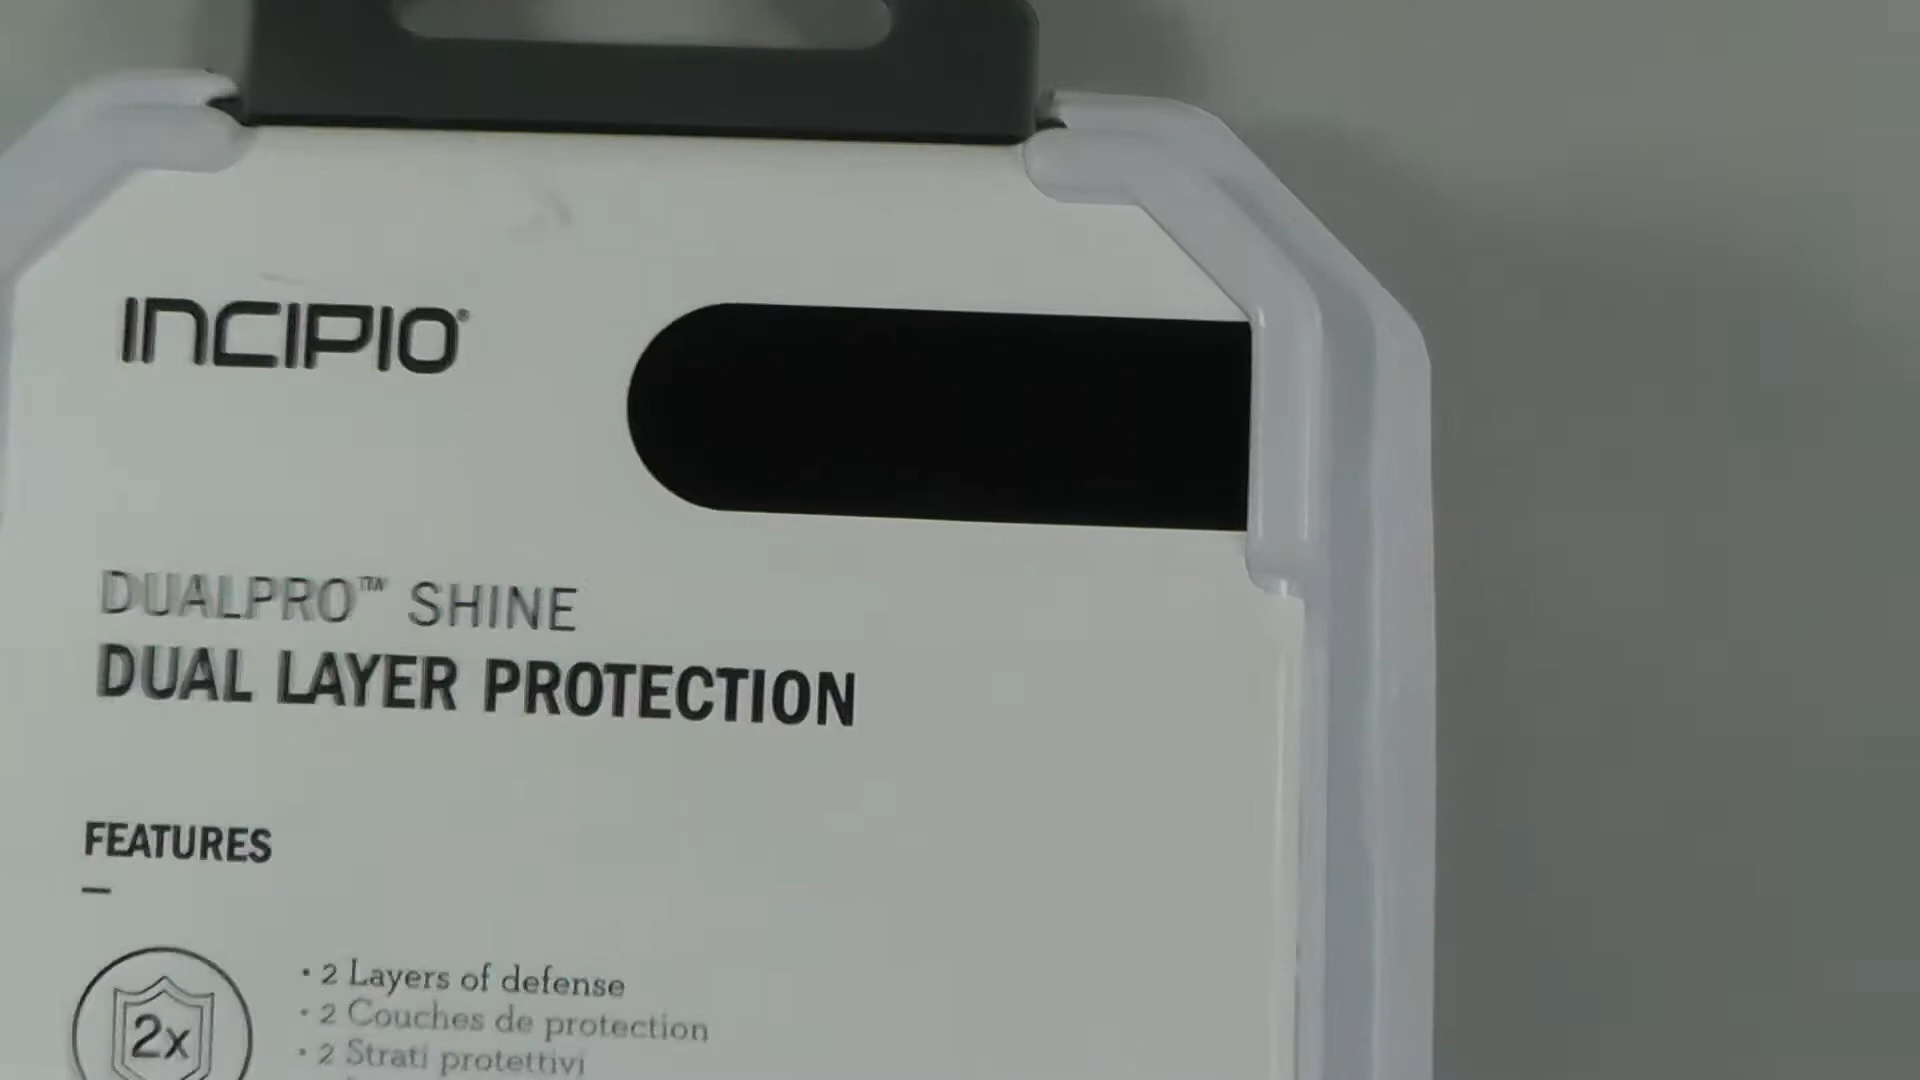 INCIPIO®
DUALPRO™ SHINE
DUAL LAYER PROTECTION
FEATURES
2x
• 2 Layers of defense
• 2 Couches de protection
• 2 Strati protettivi